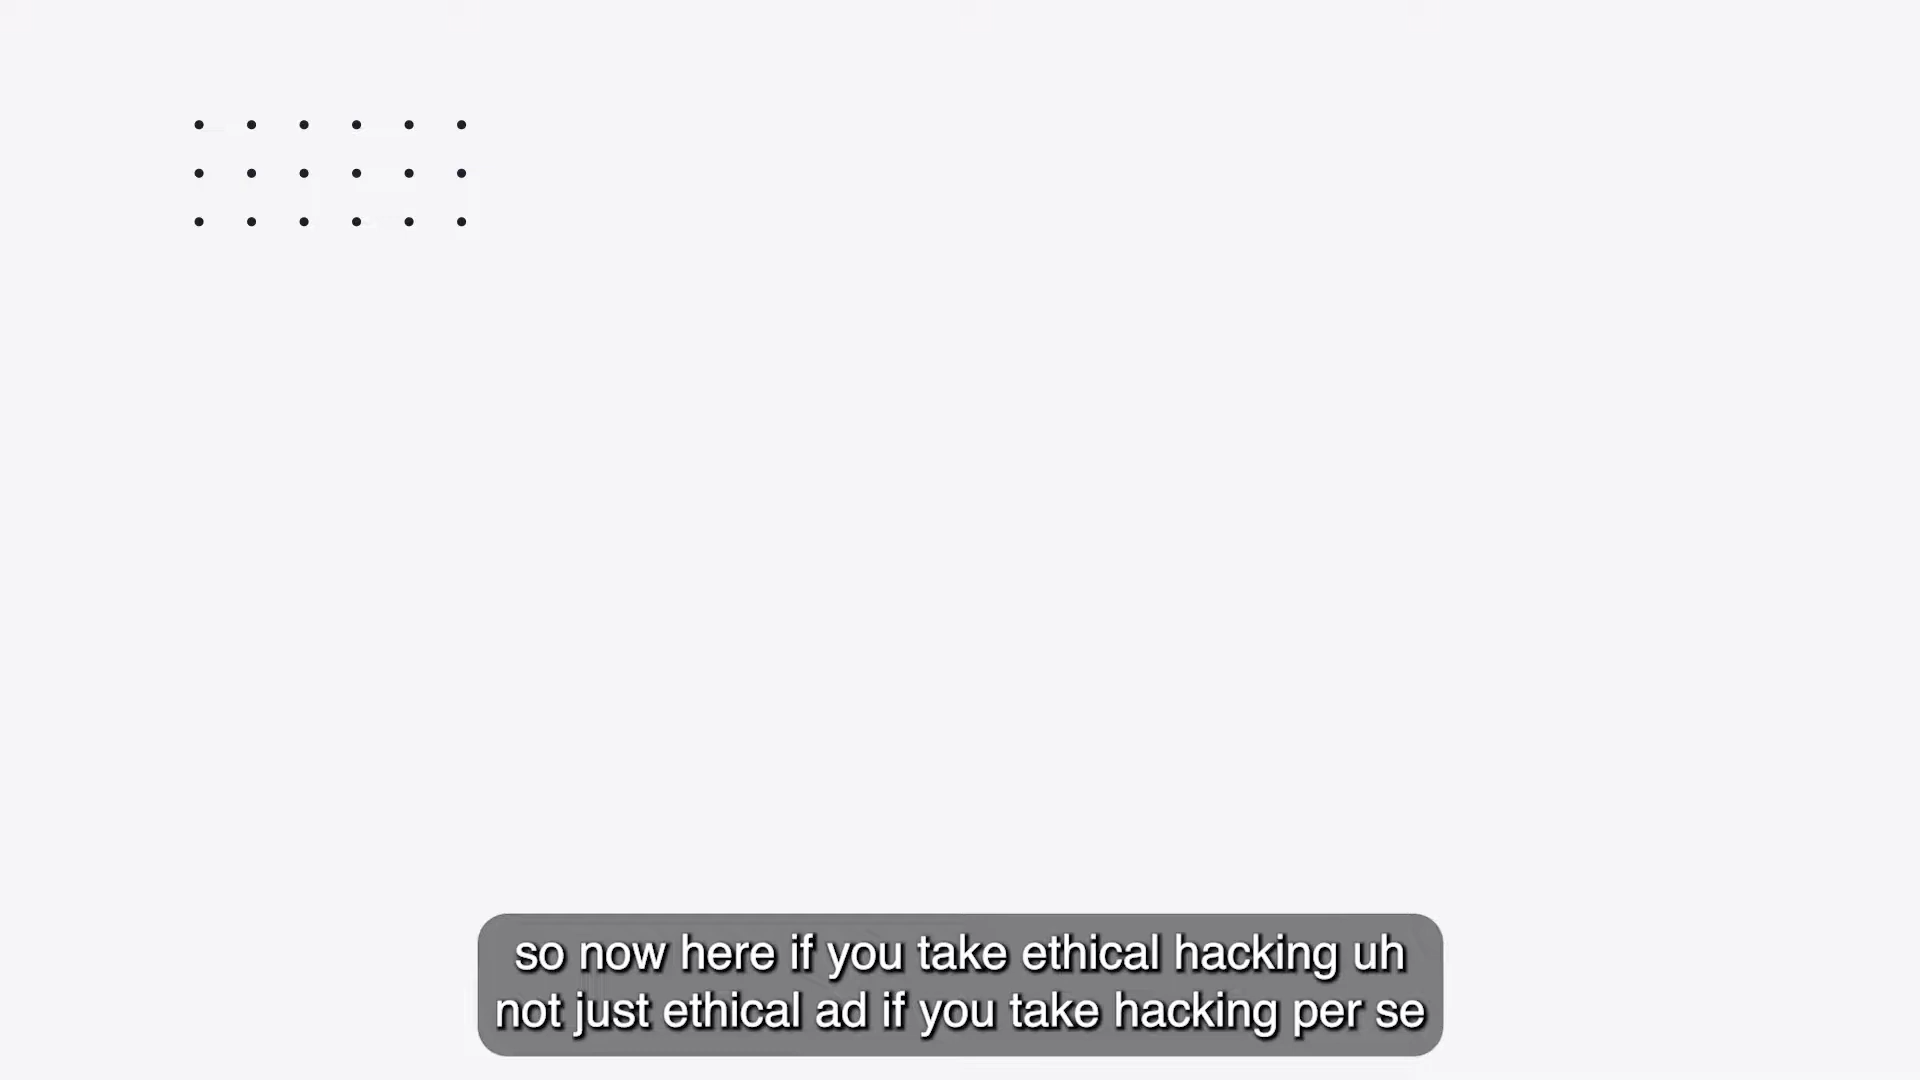 so now here if you take ethical hacking uh
not just ethical ad if you take hacking per se